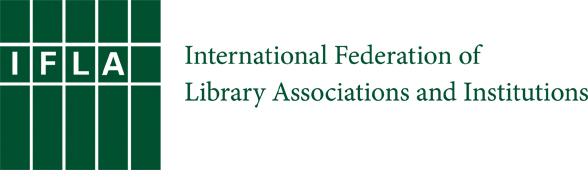 IFLA
International Federation of
Library Associations and Institutions